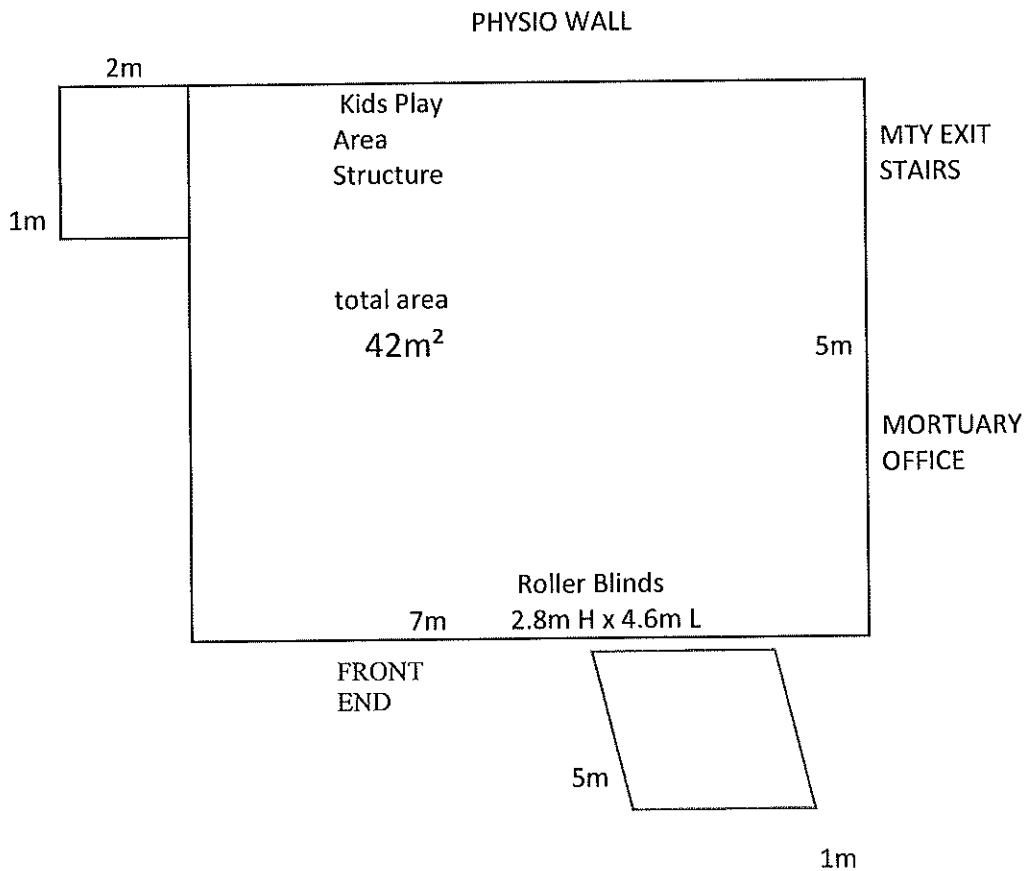 PHYSIO WALL
2m
Kids Play
Area
Structure
MTY EXIT
STAIRS
1m
total area
42m²
5m
MORTUARY
OFFICE
Roller Blinds
7m 2.8m H x 4.6m L
FRONT
END
5m
1m